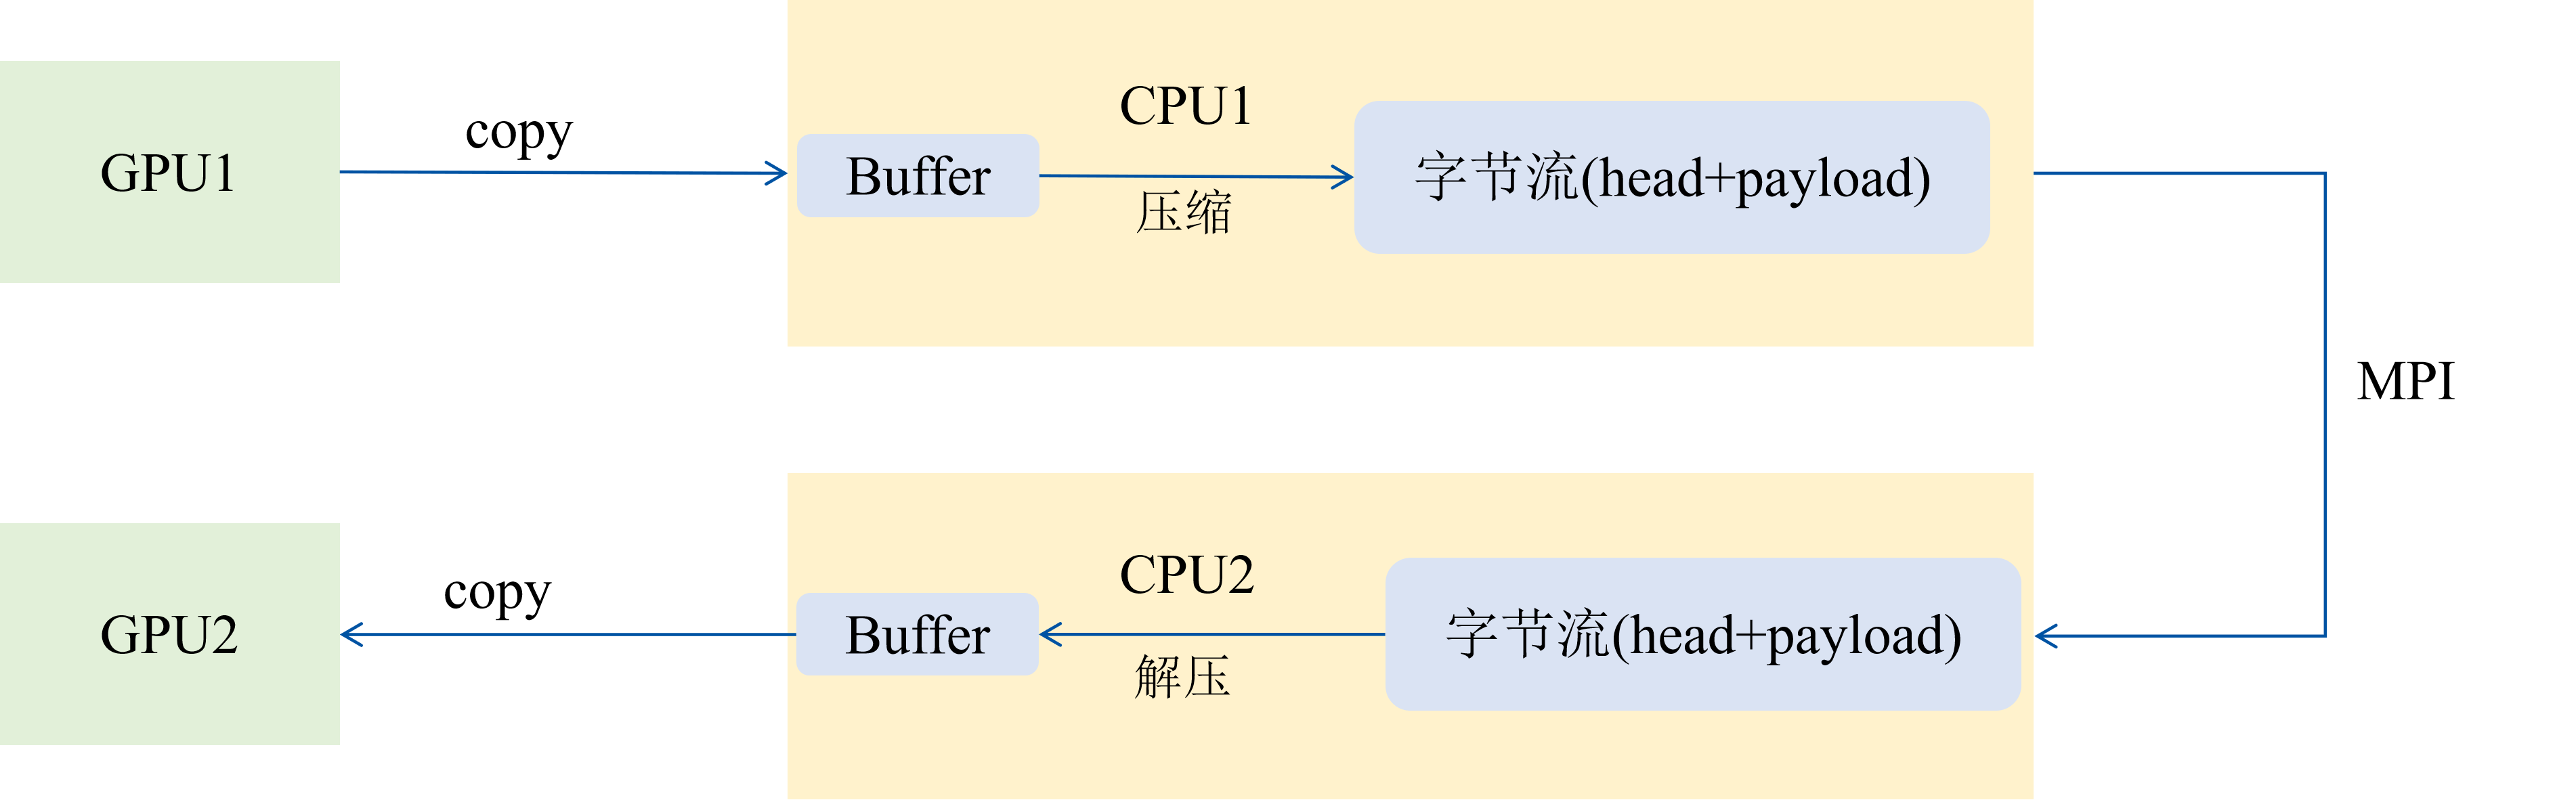 GPU1
copy
Buffer
CPU1
压缩
字节流(head+payload)
MPI
GPU2
copy
Buffer
CPU2
解压
字节流(head+payload)